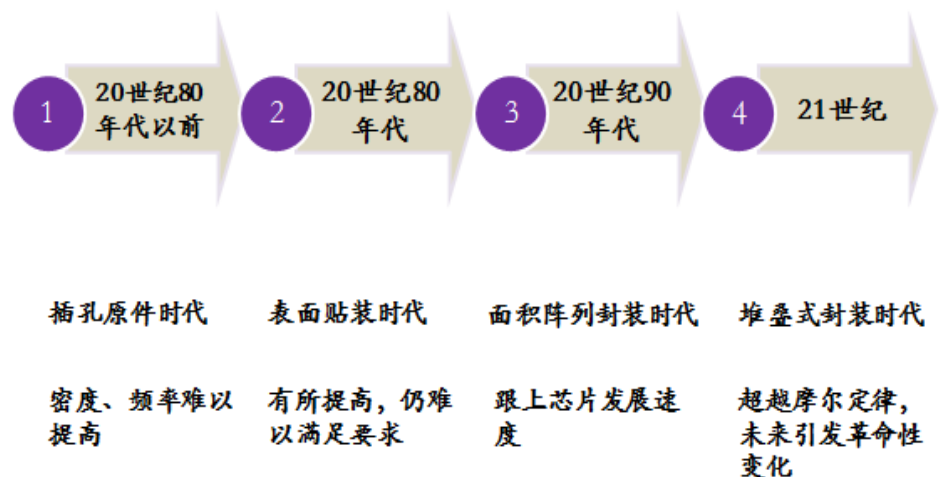 1
20世纪80
年代以前
2
20世纪80
年代
3
20世纪90
年代
4
21世纪
插孔原件时代
表面贴装时代
面积阵列封装时代
堆叠式封装时代
密度、频率难以
提高
有所提高，仍难
以满足要求
跟上芯片发展速
度
超越摩尔定律，
未来引发革命性
变化